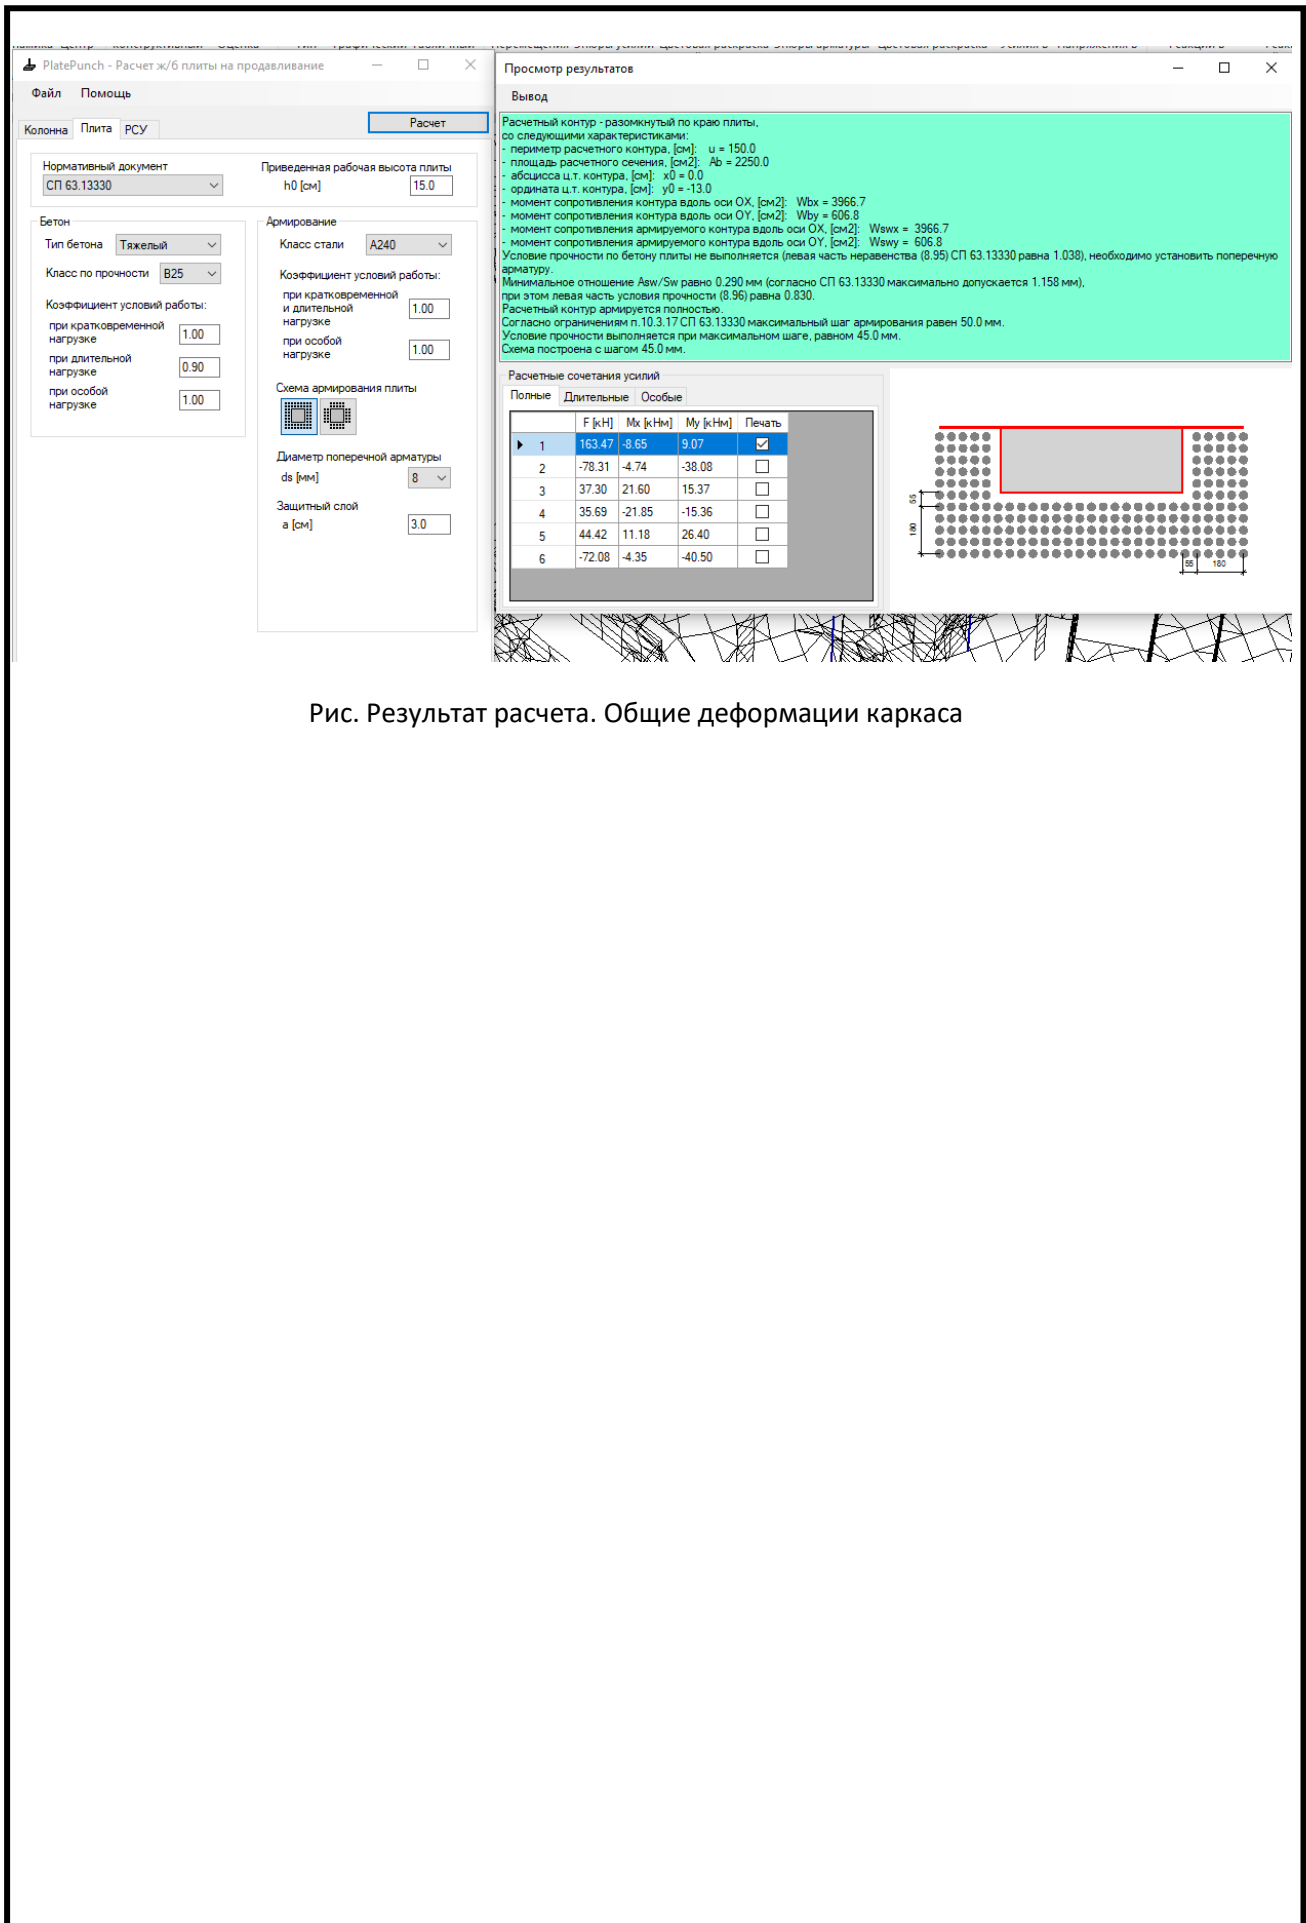 PlatePunch - Расчет ж/б плиты на продавливание
Файл Помощь
Расчет
Колонна Плита РСУ
Нормативный документ
СП 63.13330
Приведенная рабочая высота плиты
h0 [см] 15.0
Бетон
Тип бетона Тяжелый
Класс по прочности B25
Коэффициент условий работы:
при кратковременной
нагрузке 1.00
при длительной
нагрузке 0.90
при особой
нагрузке 1.00
Армирование
Класс стали A240
Коэффициент условий работы:
при кратковременной
и длительной
нагрузке 1.00
при особой
нагрузке 1.00
Схема армирования плиты
Диаметр поперечной арматуры
ds [мм] 8
Защитный слой
a [см] 3.0
Просмотр результатов
Вывод
Расчетный контур - разомкнутый по краю плиты,
со следующими характеристиками:
- периметр расчетного контура, [см]: u = 150.0
- площадь расчетного сечения, [см2]: Ab = 2250.0
- абсцисса ц.т. контура, [см]: x0 = 0.0
- ордината ц.т. контура, [см]: y0 = -13.0
- момент сопротивления контура вдоль оси OX, [см2]: Wbx = 3966.7
- момент сопротивления контура вдоль оси OY, [см2]: Wby = 606.8
- момент сопротивления армируемого контура вдоль оси OX, [см2]: Wswx = 3966.7
- момент сопротивления армируемого контура вдоль оси OY, [см2]: Wswy = 606.8
Условие прочности по бетону плиты не выполняется (левая часть неравенства (8.95) СП 63.13330 равна 1.038), необходимо установить поперечную
арматуру.
Минимальное отношение Asw/Sw равно 0.290 мм (согласно СП 63.13330 максимально допускается 1.158 мм),
при этом левая часть условия прочности (8.96) равна 0.830.
Расчетный контур армируется полностью.
Согласно ограничениям п.10.3.17 СП 63.13330 максимальный шаг армирования равен 50.0 мм.
Условие прочности выполняется при максимальном шаге, равном 45.0 мм.
Схема построена с шагом 45.0 мм.
Расчетные сочетания усилий
Полные Длительные Особые
F [кН] Mx [кНм] My [кНм] Печать
1 163.47 -8.65 9.07
2 -78.31 -4.74 -38.08
3 37.30 21.60 15.37
4 35.69 -21.85 -15.36
5 44.42 11.18 26.40
6 -72.08 -4.35 -40.50
55
180
55 180
Рис. Результат расчета. Общие деформации каркаса